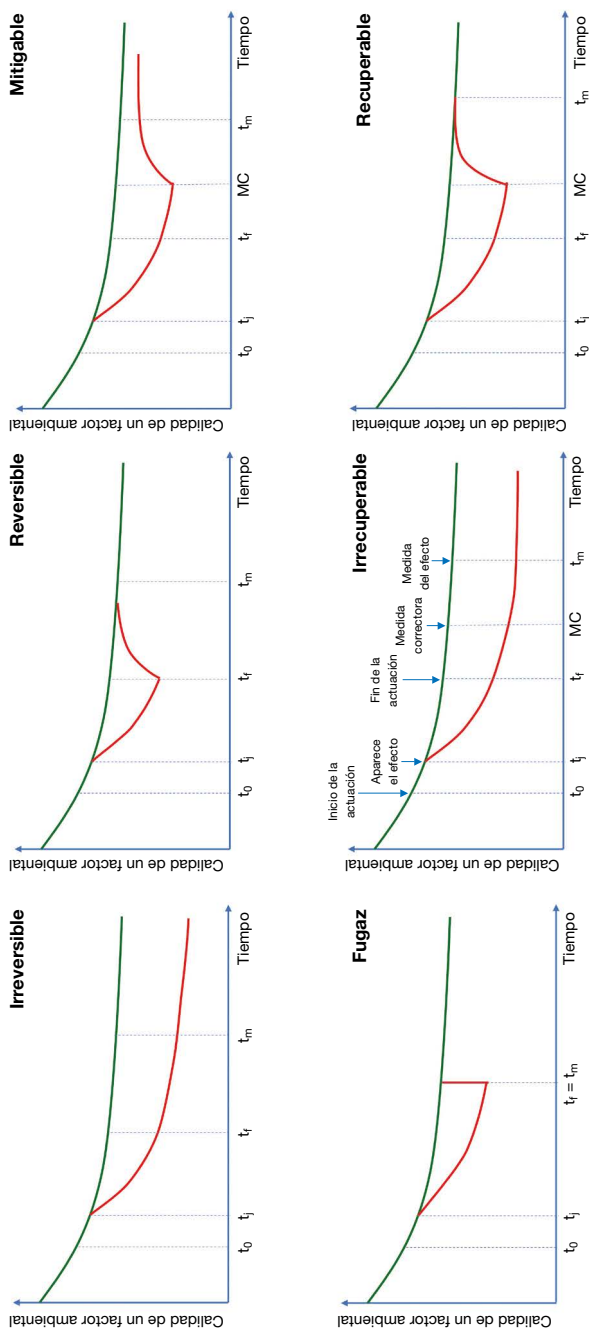 Irreversible
Calidad de un factor ambiental
t0
tj
tf
tm
Tiempo
Reversible
Calidad de un factor ambiental
t0
tj
tf
tm
Tiempo
Mitigable
Calidad de un factor ambiental
t0
tj
tf
MC
tm
Tiempo
Fugaz
Calidad de un factor ambiental
t0
tj
tf = tm
Tiempo
Irrecuperable
Calidad de un factor ambiental
Inicio de la
actuación
Aparece
el efecto
Fin de la
actuación
Medida
correctora
Medida
del efecto
t0
tj
tf
MC
tm
Tiempo
Recuperable
Calidad de un factor ambiental
t0
tj
tf
MC
tm
Tiempo